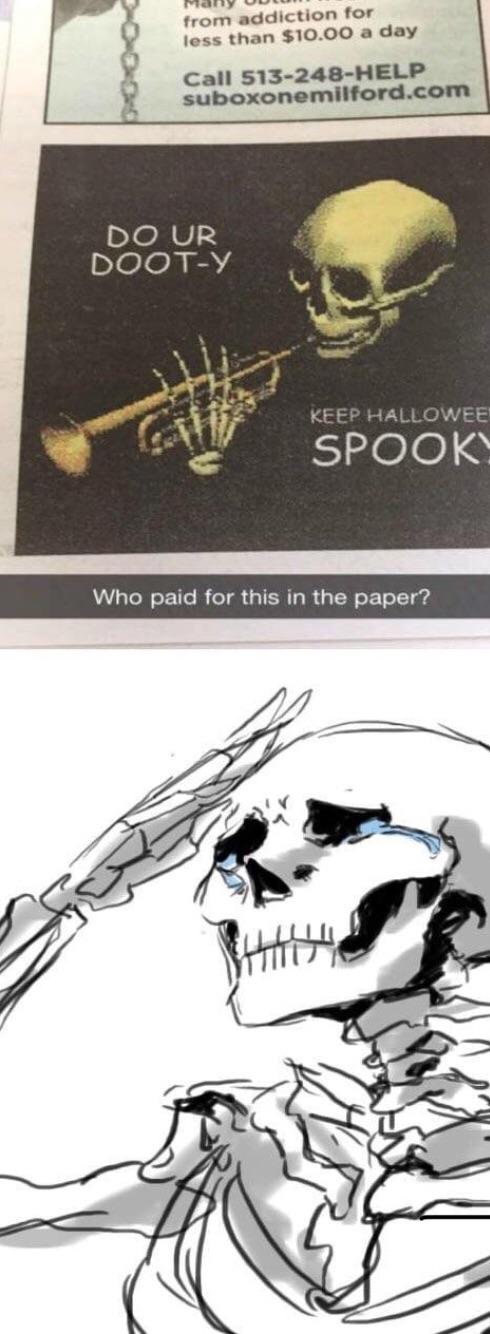 from addiction for
less than $10.00 a day
Call 513-248-HELP
suboxonemilford.com
DO UR
DOOT-Y
KEEP HALLOWEE
SPOOKY
Who paid for this in the paper?